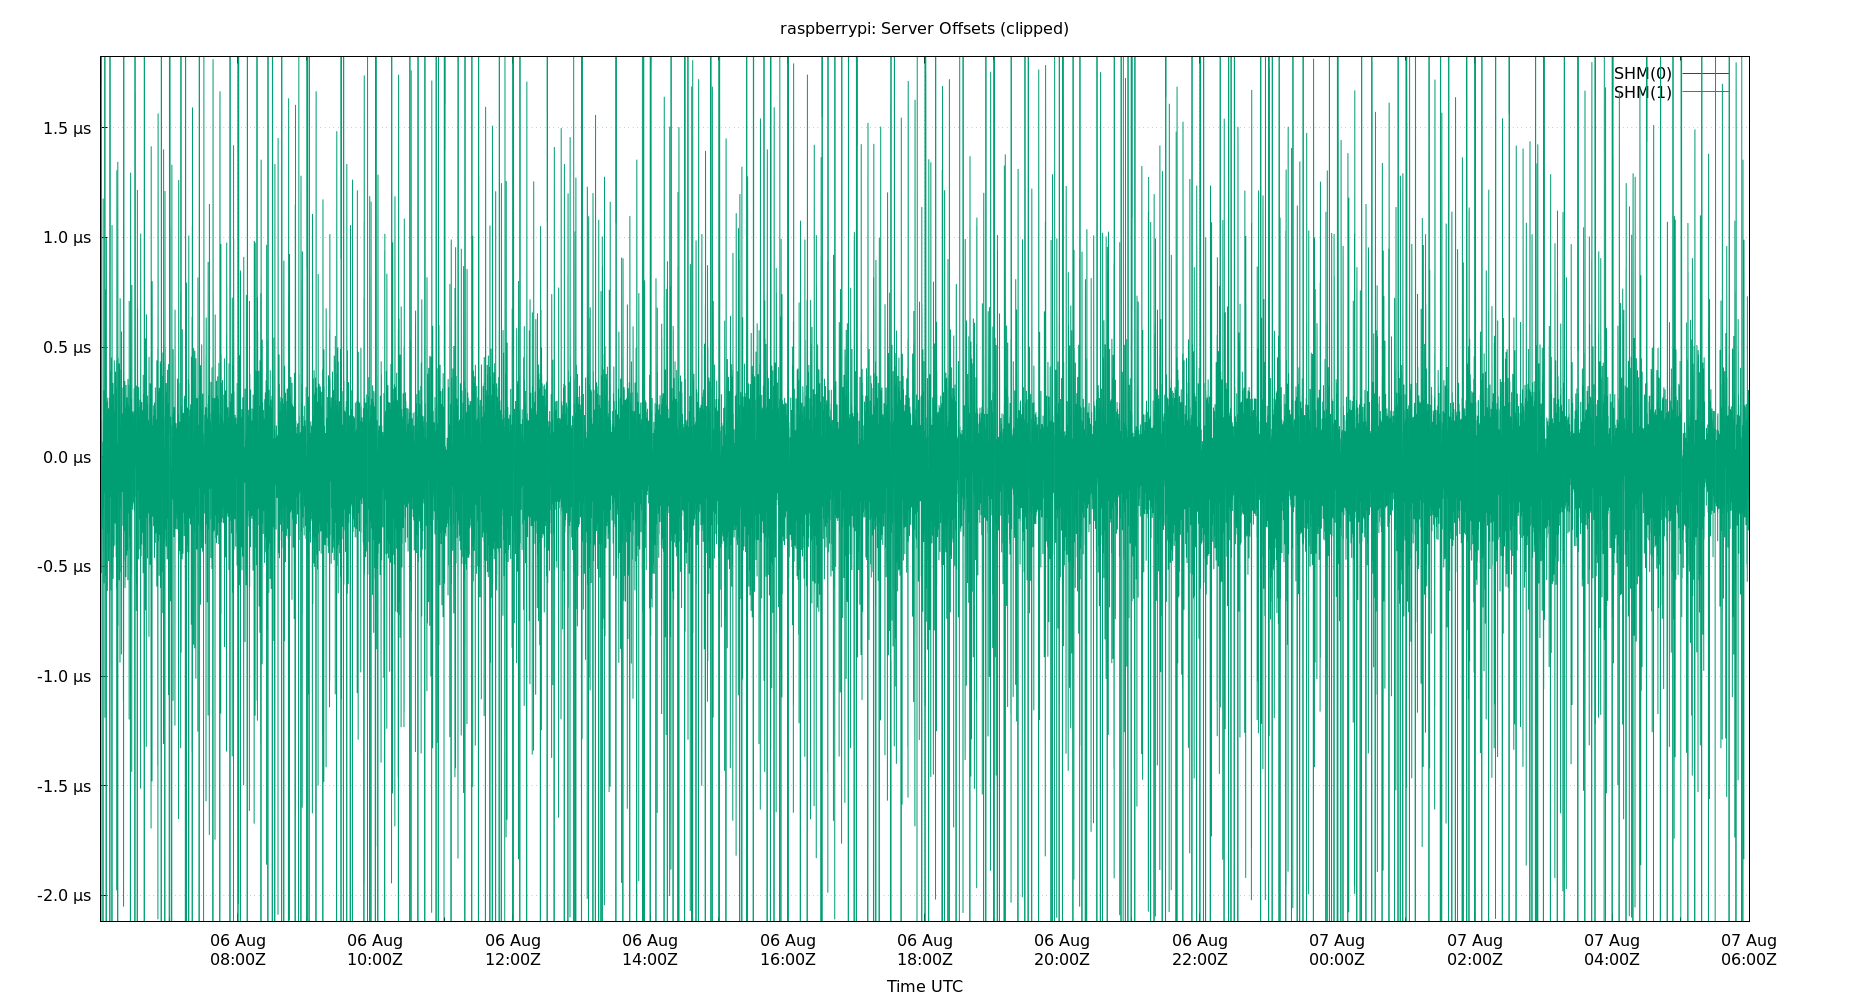 raspberrypi: Server Offsets (clipped)
SHM(0)
SHM(1)
1.5 µs
1.0 µs
0.5 µs
0.0 µs
-0.5 µs
-1.0 µs
-1.5 µs
-2.0 µs
06 Aug 06 Aug 06 Aug 06 Aug 06 Aug 06 Aug 06 Aug 06 Aug 07 Aug 07 Aug 07 Aug 07 Aug
08:00Z 10:00Z 12:00Z 14:00Z 16:00Z 18:00Z 20:00Z 22:00Z 00:00Z 02:00Z 04:00Z 06:00Z
Time UTC